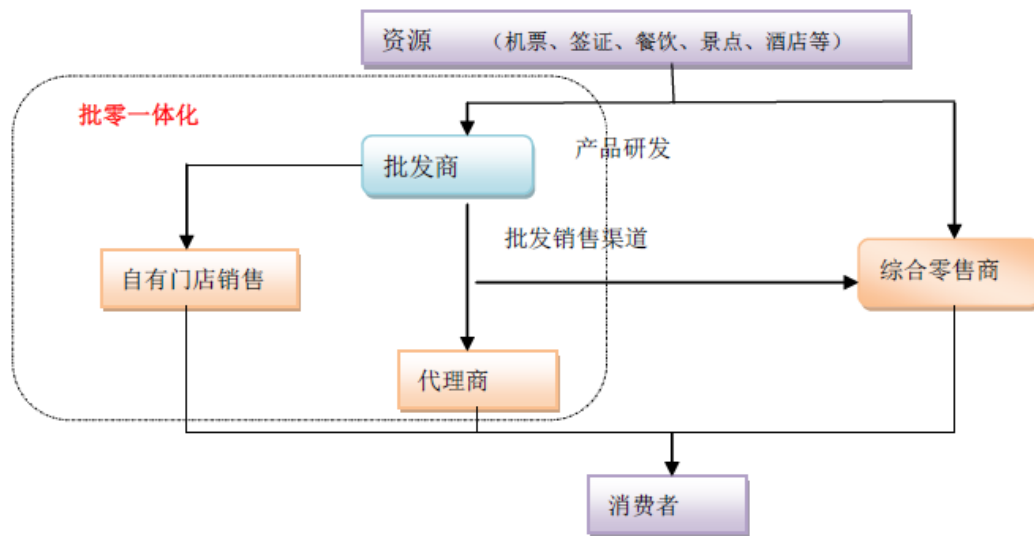 资源 （机票、签证、餐饮、景点、酒店等）
批零一体化
批发商
产品研发
批发销售渠道
自有门店销售
综合零售商
代理商
消费者